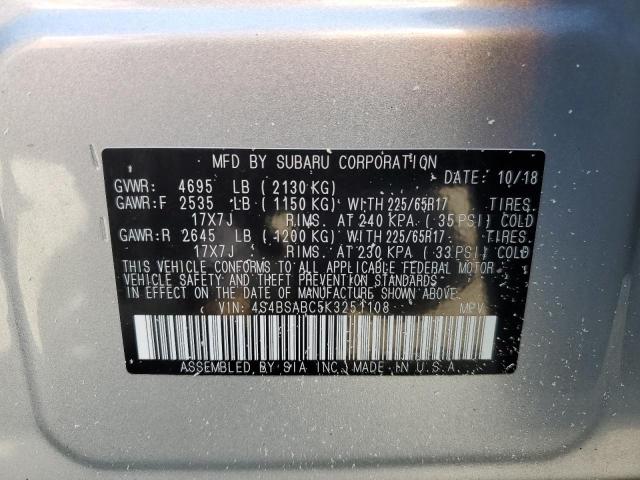 MFD BY SUBARU CORPORATION
DATE: 10/18
GVWR: 4695 LB (2130 KG)
GAWR:F 2535 LB (1150 KG) WITH 225/65R17 TIRES.
17X7J RIMS. AT 240 KPA (35 PSI) COLD
GAWR:R 2645 LB (1200 KG) WITH 225/65R17 TIRES.
17X7J RIMS. AT 230 KPA (33 PSI) COLD
THIS VEHICLE CONFORMS TO ALL APPLICABLE FEDERAL MOTOR
VEHICLE SAFETY AND THEFT PREVENTION STANDARDS
IN EFFECT ON THE DATE OF MANUFACTURE SHOWN ABOVE.
VIN: 4S4BSABC5K3251108 MPV
ASSEMBLED BY SIA INC. MADE IN U.S.A.